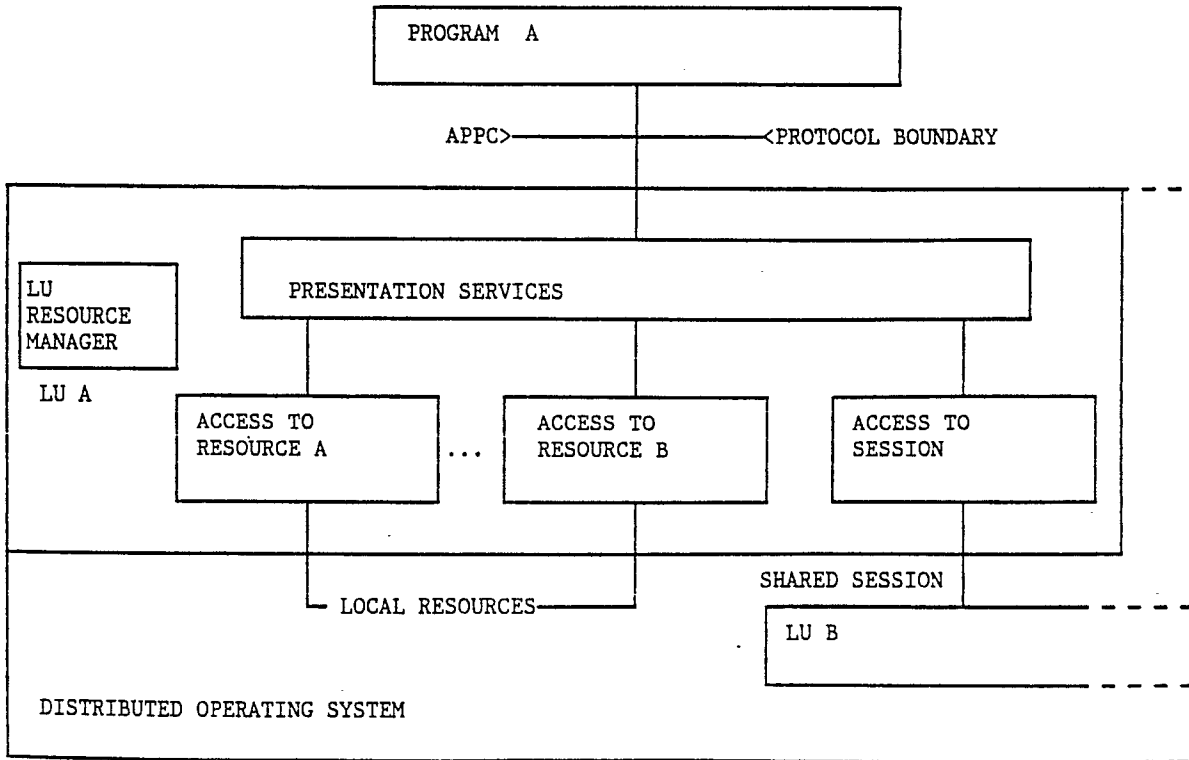 PROGRAM A
APPC>
<PROTOCOL BOUNDARY
PRESENTATION SERVICES
LU
RESOURCE
MANAGER
LU A
ACCESS TO
RESOURCE A
...
ACCESS TO
RESOURCE B
ACCESS TO
SESSION
SHARED SESSION
LOCAL RESOURCES
LU B
DISTRIBUTED OPERATING SYSTEM